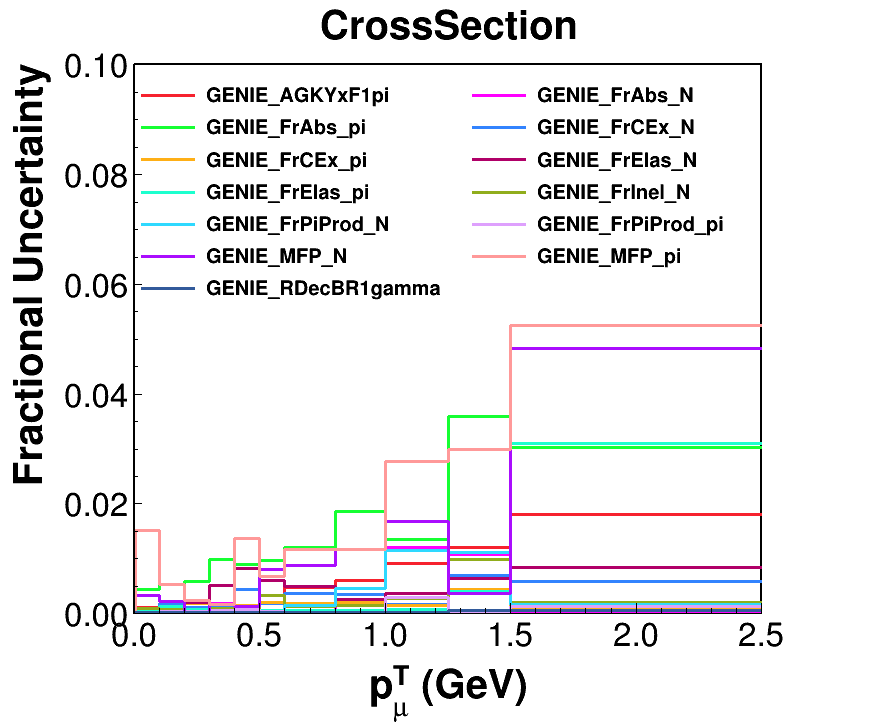 CrossSection
Fractional Uncertainty
0.10
0.08
0.06
0.04
0.02
0.00
GENIE_AGKYxF1pi
GENIE_FrAbs_pi
GENIE_FrCEx_pi
GENIE_FrElas_pi
GENIE_FrPiProd_N
GENIE_MFP_N
GENIE_RDecBR1gamma
GENIE_FrAbs_N
GENIE_FrCEx_N
GENIE_FrElas_N
GENIE_FrInel_N
GENIE_FrPiProd_pi
GENIE_MFP_pi
0.0 0.5 1.0 1.5 2.0 2.5
p^T_μ (GeV)